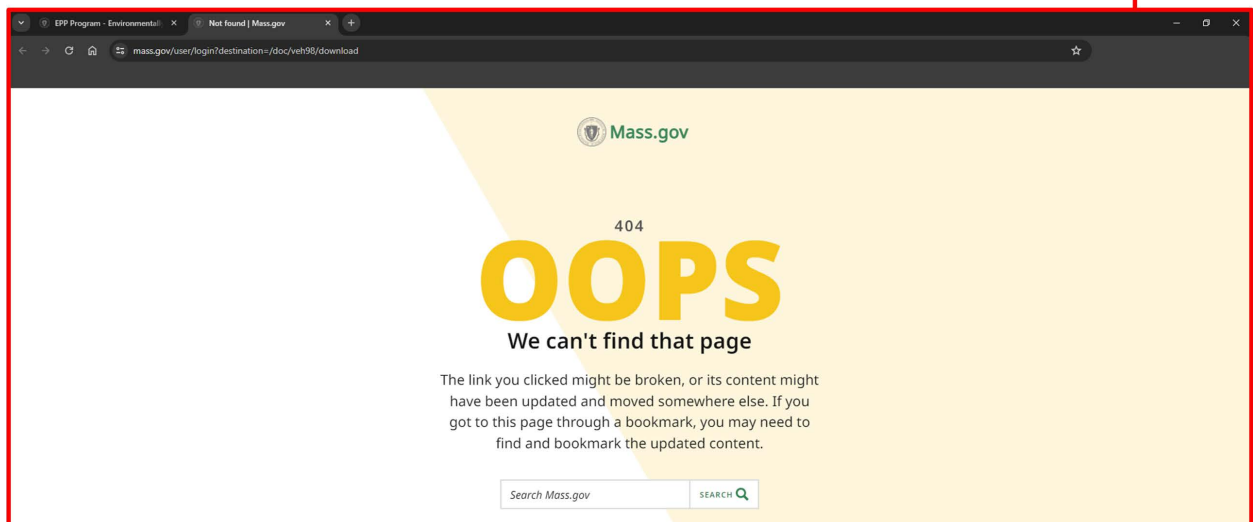 EPP Program - Environmentall
Not found | Mass.gov
mass.gov/user/login?destination=/doc/veh98/download
Mass.gov
404
OOPS
We can't find that page
The link you clicked might be broken, or its content might
have been updated and moved somewhere else. If you
got to this page through a bookmark, you may need to
find and bookmark the updated content.
Search Mass.gov
SEARCH